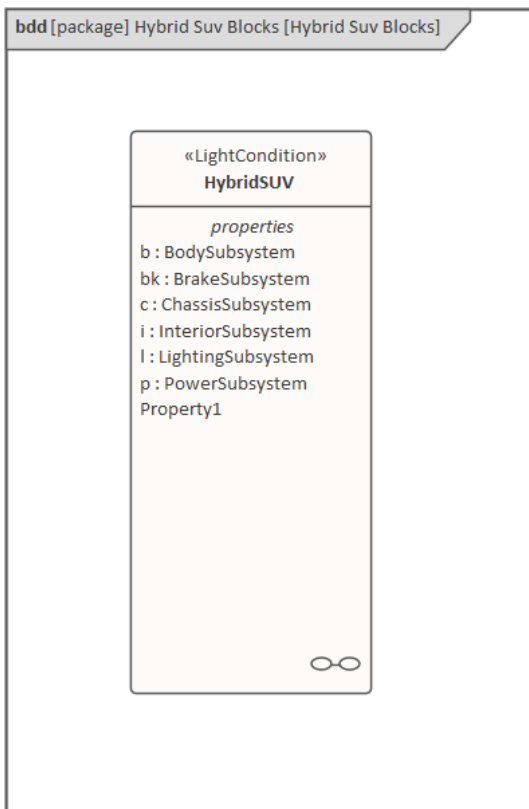 bdd [package] Hybrid Suv Blocks [Hybrid Suv Blocks]
«LightCondition»
HybridSUV
properties
b : BodySubsystem
bk : BrakeSubsystem
c : ChassisSubsystem
i : InteriorSubsystem
l : LightingSubsystem
p : PowerSubsystem
Property1